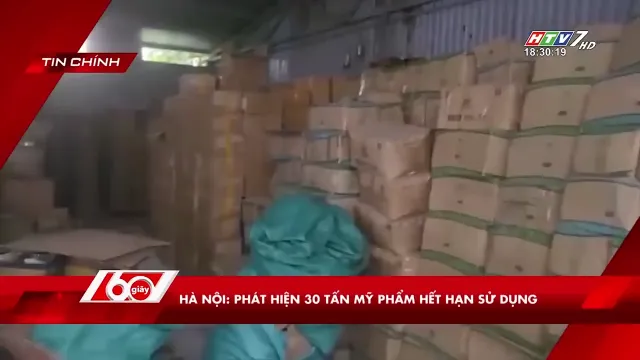 TIN CHÍNH
HTV7 HD
18:30:19
60 giây
HÀ NỘI: PHÁT HIỆN 30 TẤN MỸ PHẨM HẾT HẠN SỬ DỤNG